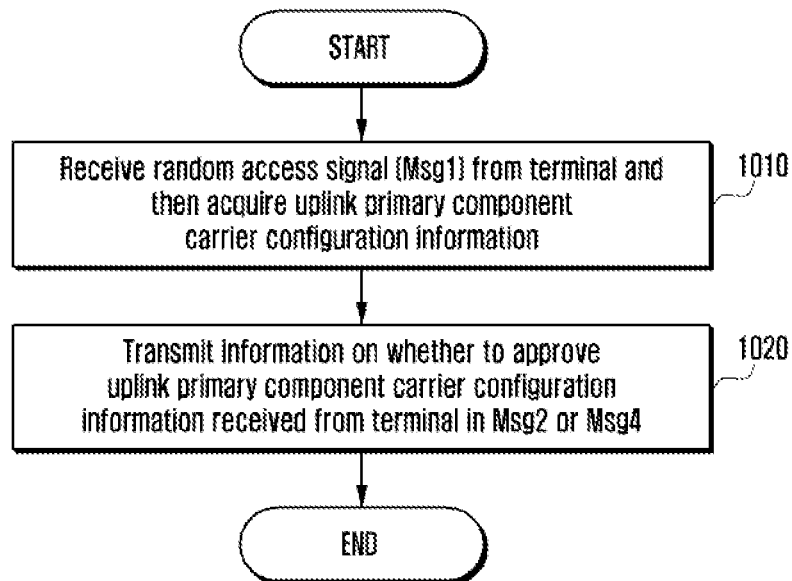 START
Receive random access signal (Msg1) from terminal and
then acquire uplink primary component
carrier configuration information
1010
Transmit information on whether to approve
uplink primary component carrier configuration
information received from terminal in Msg2 or Msg4
1020
END